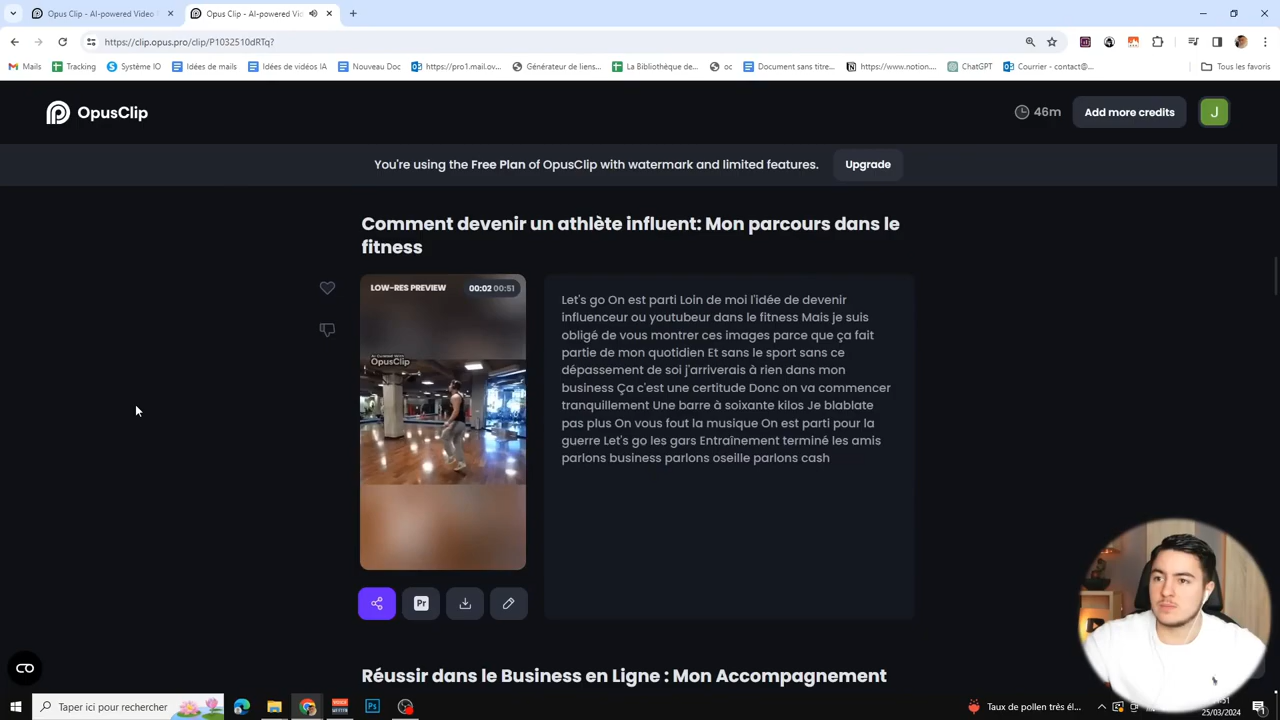 Opus Clip - AI-powered Video
Opus Clip - AI-powered Vi
https://clip.opus.pro/clip/P1032510dRTq?
Mails
Tracking
Système IO
Idées de mails
Idées de vidéos IA
Nouveau Doc
https://pro1.mail.ov...
Générateur de liens...
La Bibliothèque de...
oc
Document sans titre...
https://www.notion....
ChatGPT
Courrier - contact@...
Tous les favoris
OpusClip
46m
Add more credits
J
You're using the Free Plan of OpusClip with watermark and limited features.
Upgrade
Comment devenir un athlète influent: Mon parcours dans le
fitness
LOW-RES PREVIEW
00:02 00:51
OpusClip
Let's go On est parti Loin de moi l'idée de devenir
influenceur ou youtubeur dans le fitness Mais je suis
obligé de vous montrer ces images parce que ça fait
partie de mon quotidien Et sans le sport sans ce
dépassement de soi j'arriverais à rien dans mon
business Ça c'est une certitude Donc on va commencer
tranquillement Une barre à soixante kilos Je blablate
pas plus On vous fout la musique On est parti pour la
guerre Let's go les gars Entraînement terminé les amis
parlons business parlons oseille parlons cash
Pr
Réussir dans le Business en Ligne : Mon Accompagnement
Taper ici pour rechercher
Ps
Taux de pollen très él...
25/03/2024